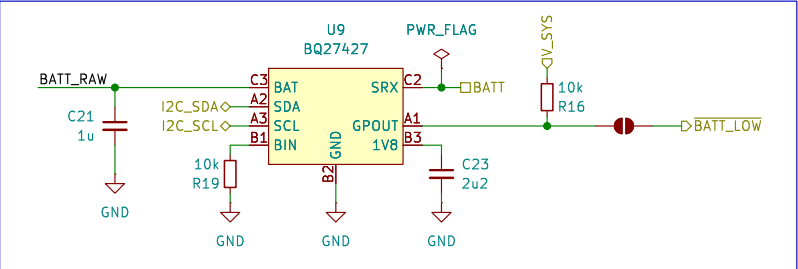 U9
BQ27427
PWR_FLAG
V_SYS
BATT_RAW
C3
BAT
SRX
C2
BATT
10k
R16
I2C_SDA
A2
SDA
C21
1u
I2C_SCL
A3
SCL
GPOUT
A1
BATT_LOW
B1
BIN
GND
1V8
B3
10k
R19
B2
C23
2u2
GND
GND
GND
GND